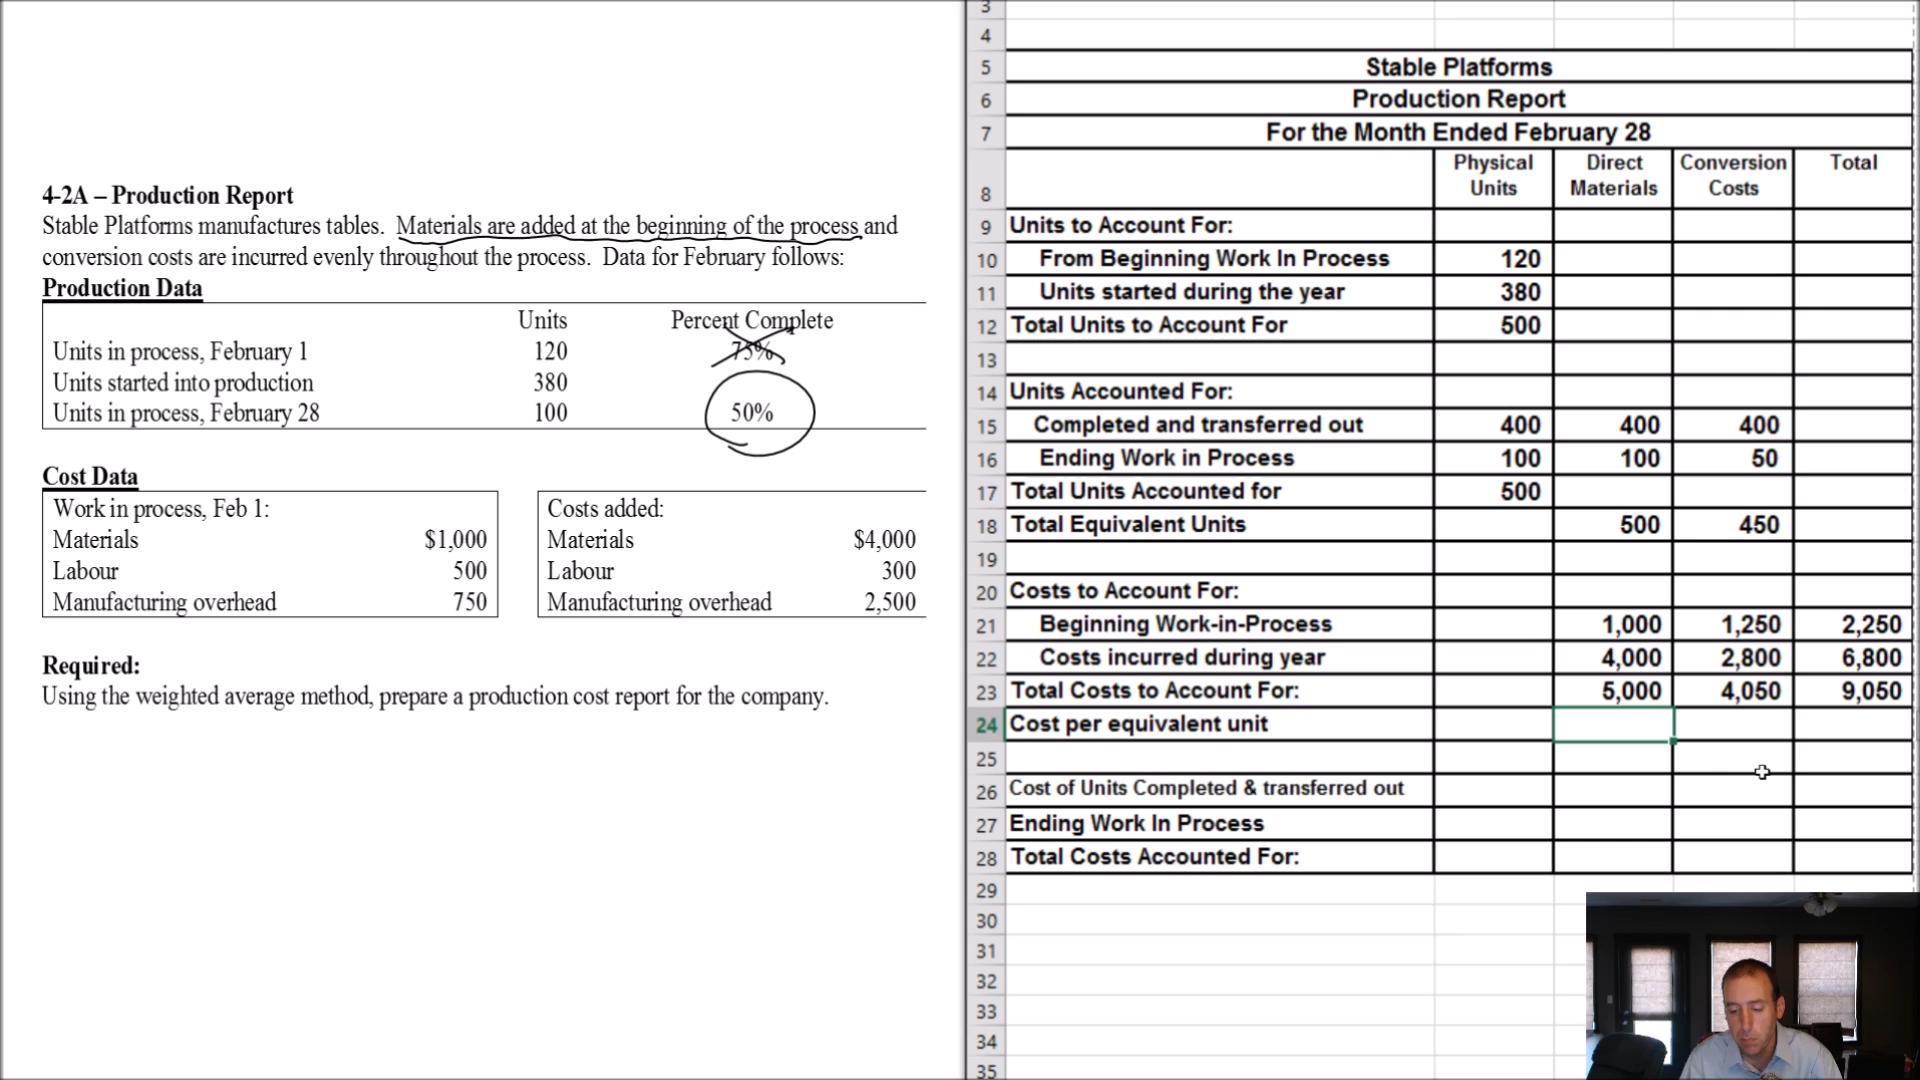 4-2A – Production Report
Stable Platforms manufactures tables. Materials are added at the beginning of the process and
conversion costs are incurred evenly throughout the process. Data for February follows:
Production Data
Units Percent Complete
Units in process, February 1 120 75%
Units started into production 380
Units in process, February 28 100 50%
Cost Data
Work in process, Feb 1:
Materials $1,000
Labour 500
Manufacturing overhead 750
Costs added:
Materials $4,000
Labour 300
Manufacturing overhead 2,500
Required:
Using the weighted average method, prepare a production cost report for the company.
3
4
5 Stable Platforms
6 Production Report
7 For the Month Ended February 28
8 Physical Units Direct Materials Conversion Costs Total
9 Units to Account For:
10 From Beginning Work In Process 120
11 Units started during the year 380
12 Total Units to Account For 500
13
14 Units Accounted For:
15 Completed and transferred out 400 400 400
16 Ending Work in Process 100 100 50
17 Total Units Accounted for 500
18 Total Equivalent Units 500 450
19
20 Costs to Account For:
21 Beginning Work-in-Process 1,000 1,250 2,250
22 Costs incurred during year 4,000 2,800 6,800
23 Total Costs to Account For: 5,000 4,050 9,050
24 Cost per equivalent unit
25
26 Cost of Units Completed & transferred out
27 Ending Work In Process
28 Total Costs Accounted For:
29
30
31
32
33
34
35